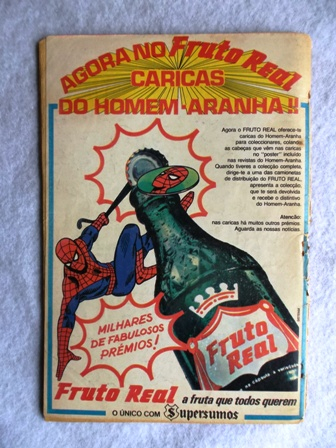 AGORA NO Fruto Real
CARICAS
DO HOMEM-ARANHA!!
Agora o FRUTO REAL oferece-te
caricas do Homem-Aranha
para coleccionares, colando
as cabeças que vêm nas caricas
no "poster" incluído
nas revistas do Homem-Aranha.
Quando tiveres a colecção completa
dirige-te a uma das camionetas
de distribuição do FRUTO REAL,
apresenta a colecção
que te será devolvida
e recebe o distintivo
do Homem-Aranha.
Atenção:
nas caricas há muitos outros prémios.
Aguarda as nossas notícias.
MILHARES
DE FABULOSOS
PRÉMIOS!
Fruto
Real
Fruto Real a fruta que todos querem
O ÚNICO COM Supersumos